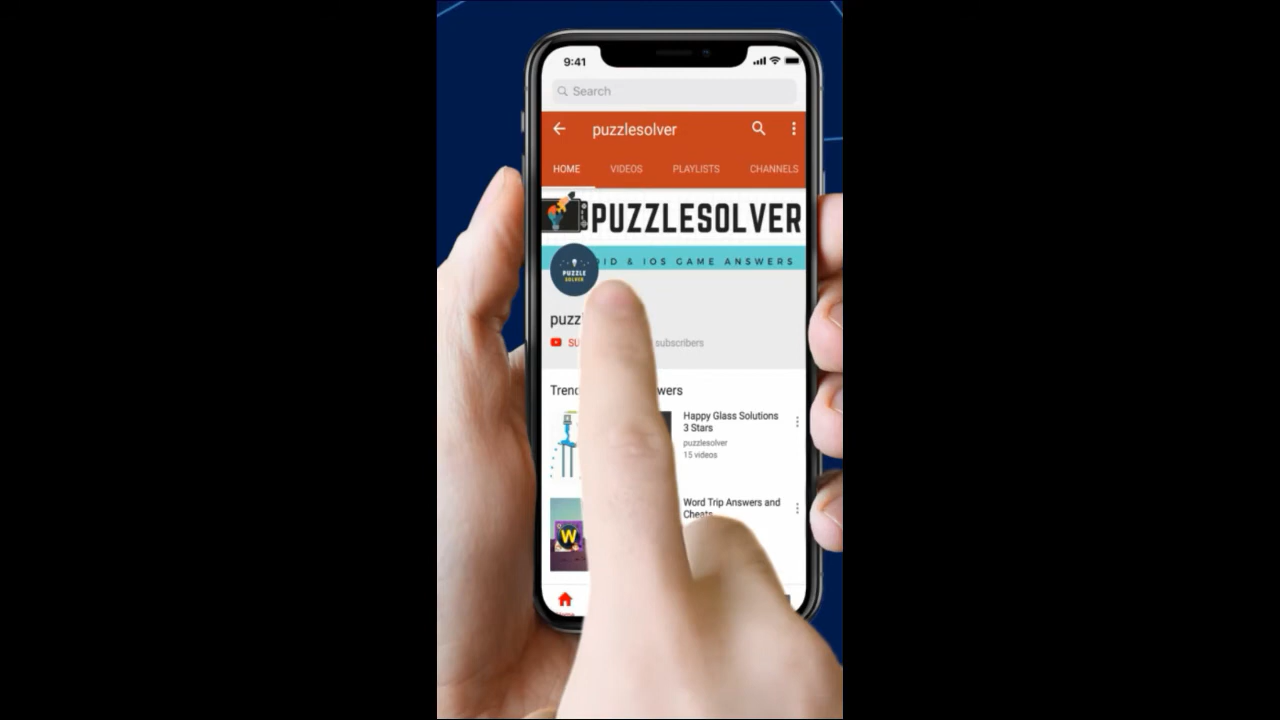 9:41
Search
puzzlesolver
HOME VIDEOS PLAYLISTS CHANNELS
PUZZLESOLVER
& IOS GAME ANSWERS
PUZZLE
SOLVER
subscribers
Happy Glass Solutions
3 Stars
puzzlesolver
15 videos
Word Trip Answers and
Cheats
W